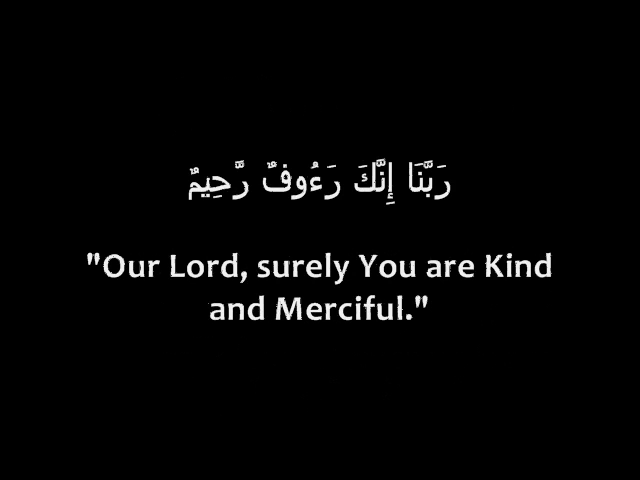 رَبَّنَا إِنَّكَ رَءُوفٌ رَّحِيمٌ
"Our Lord, surely You are Kind
and Merciful."